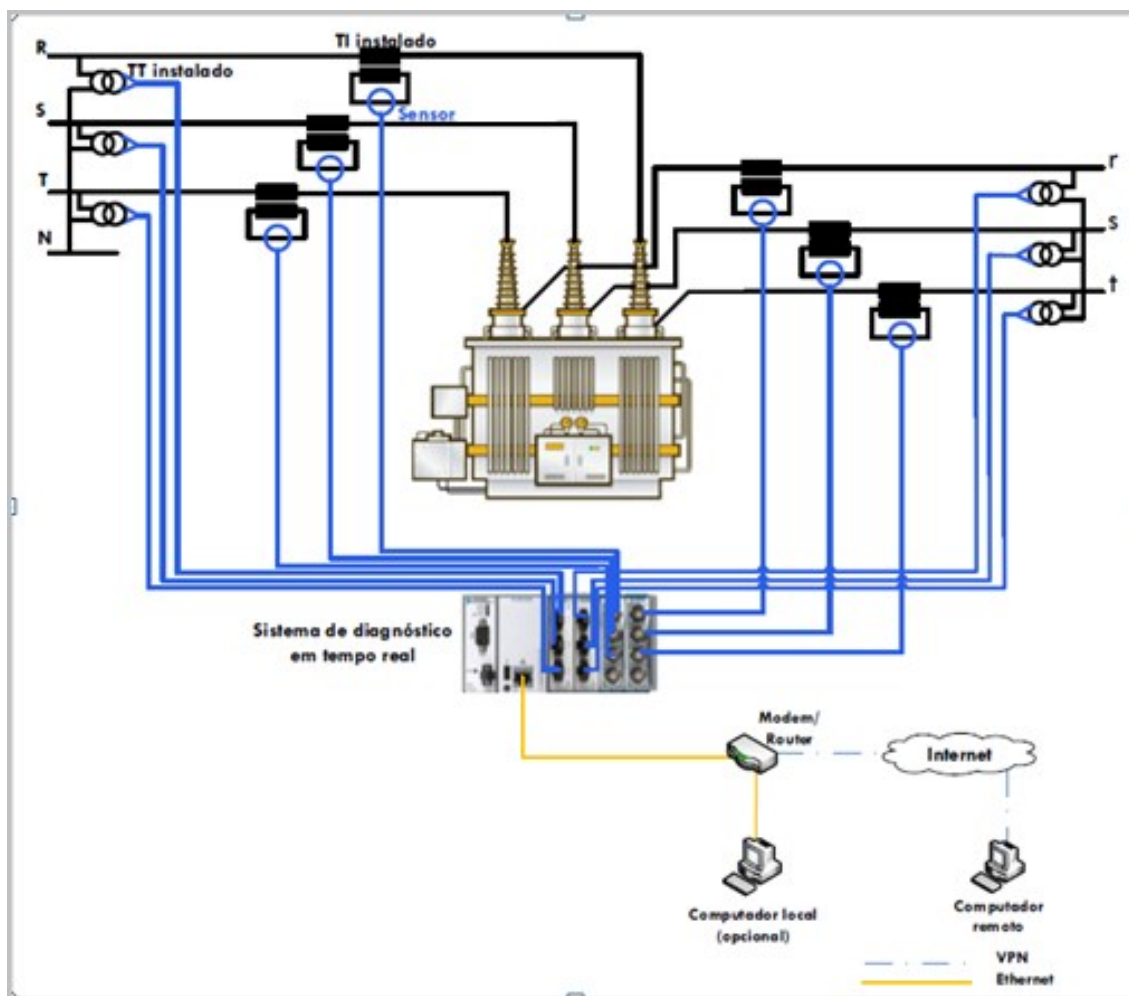 R
TI instalado
TT instalado
S
Sensor
T
N
r
s
t
Sistema de diagnóstico
em tempo real
Modem/
Router
Internet
Computador local
(opcional)
Computador
remoto
VPN
Ethernet